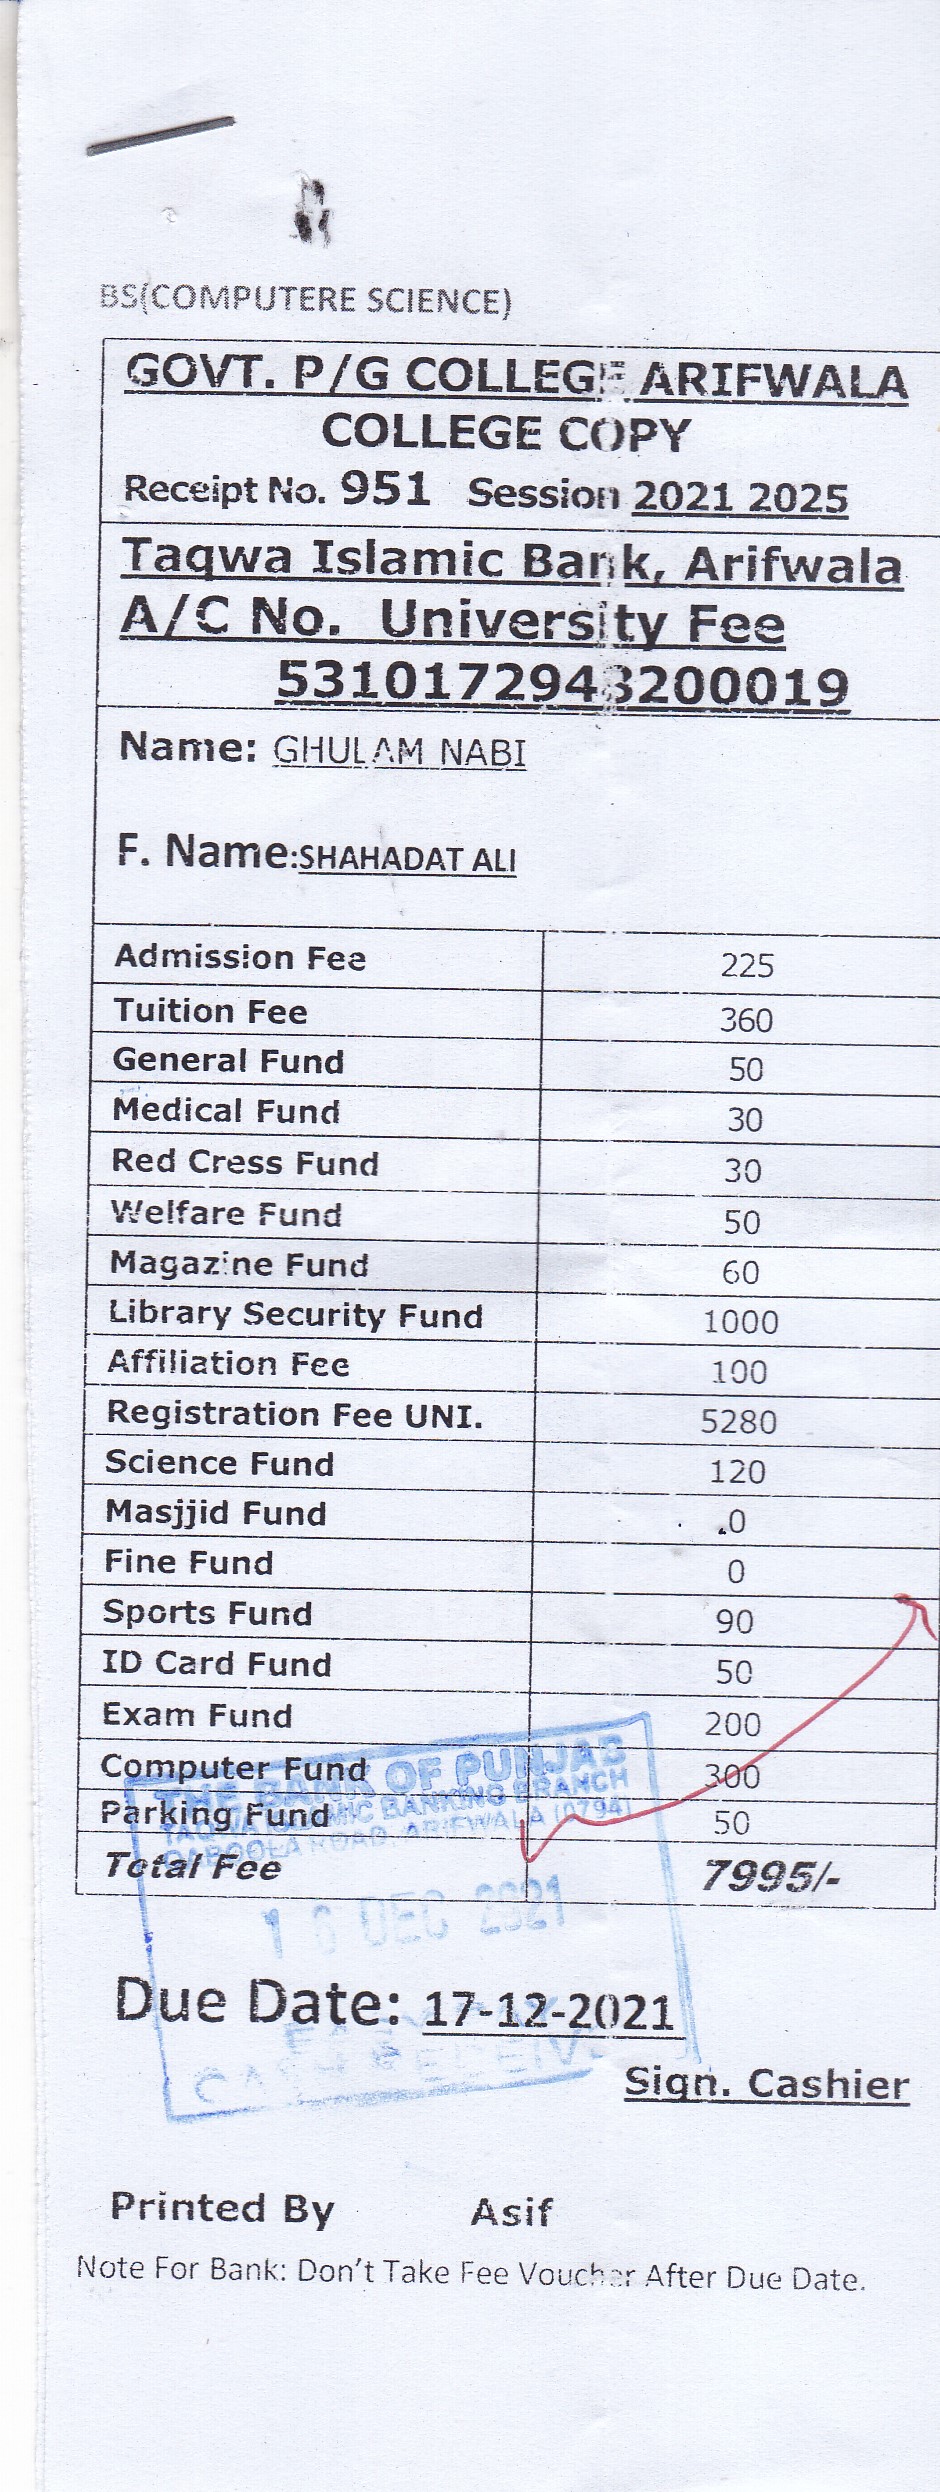 BS(COMPUTERE SCIENCE)
GOVT. P/G COLLEGE ARIFWALA
COLLEGE COPY
Receipt No. 951 Session 2021 2025
Taqwa Islamic Bank, Arifwala
A/C No. University Fee
5310172943200019
Name: GHULAM NABI
F. Name:SHAHADAT ALI
Admission Fee 225
Tuition Fee 360
General Fund 50
Medical Fund 30
Red Cress Fund 30
Welfare Fund 50
Magazine Fund 60
Library Security Fund 1000
Affiliation Fee 100
Registration Fee UNI. 5280
Science Fund 120
Masjjid Fund 0
Fine Fund 0
Sports Fund 90
ID Card Fund 50
Exam Fund 200
Computer Fund 300
Parking Fund 50
Total Fee 7995/-
THE BANK OF PUNJAB
TAQWA ISLAMIC BANKING BRANCH
QABOOLA ROAD, ARIFWALA (0794)
DEC 2021
Due Date: 17-12-2021
CASH RECEIV
Sign. Cashier
Printed By Asif
Note For Bank: Don't Take Fee Voucher After Due Date.